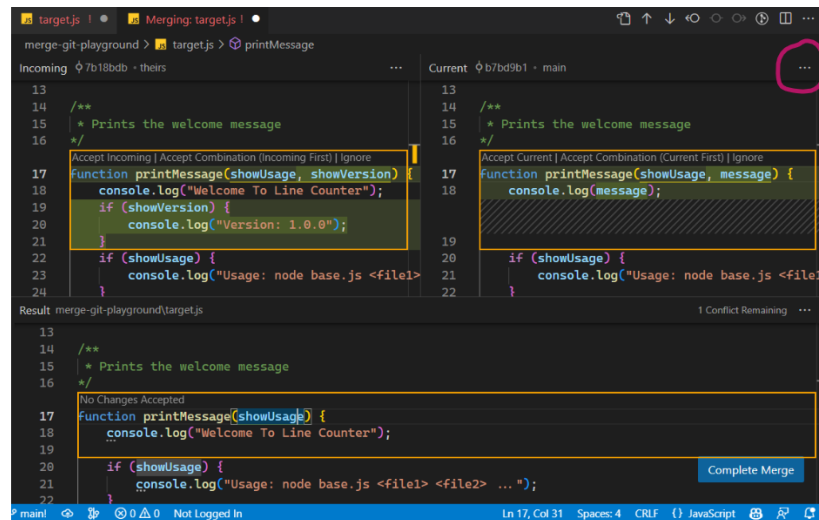 JS target.js ! ●
JS Merging: target.js ! ●
merge-git-playground > JS target.js > printMessage
Incoming 7b18bdb • theirs ···
13
14 /**
15 * Prints the welcome message
16 */
Accept Incoming | Accept Combination (Incoming First) | Ignore
17 function printMessage(showUsage, showVersion) {
18 console.log("Welcome To Line Counter");
19 if (showVersion) {
20 console.log("Version: 1.0.0");
21 }
22 if (showUsage) {
23 console.log("Usage: node base.js <file1>
24 }
Current b7bd9b1 • main ···
13
14 /**
15 * Prints the welcome message
16 */
Accept Current | Accept Combination (Current First) | Ignore
17 function printMessage(showUsage, message) {
18 console.log(message);
19
20 if (showUsage) {
21 console.log("Usage: node base.js <file
22 }
Result merge-git-playground\target.js 1 Conflict Remaining ···
13
14 /**
15 * Prints the welcome message
16 */
No Changes Accepted
17 function printMessage(showUsage) {
18 console.log("Welcome To Line Counter");
19
20 if (showUsage) {
21 console.log("Usage: node base.js <file1> <file2> ... ");
22 }
Complete Merge
main! 0 0 Not Logged In Ln 17, Col 31 Spaces: 4 CRLF {} JavaScript